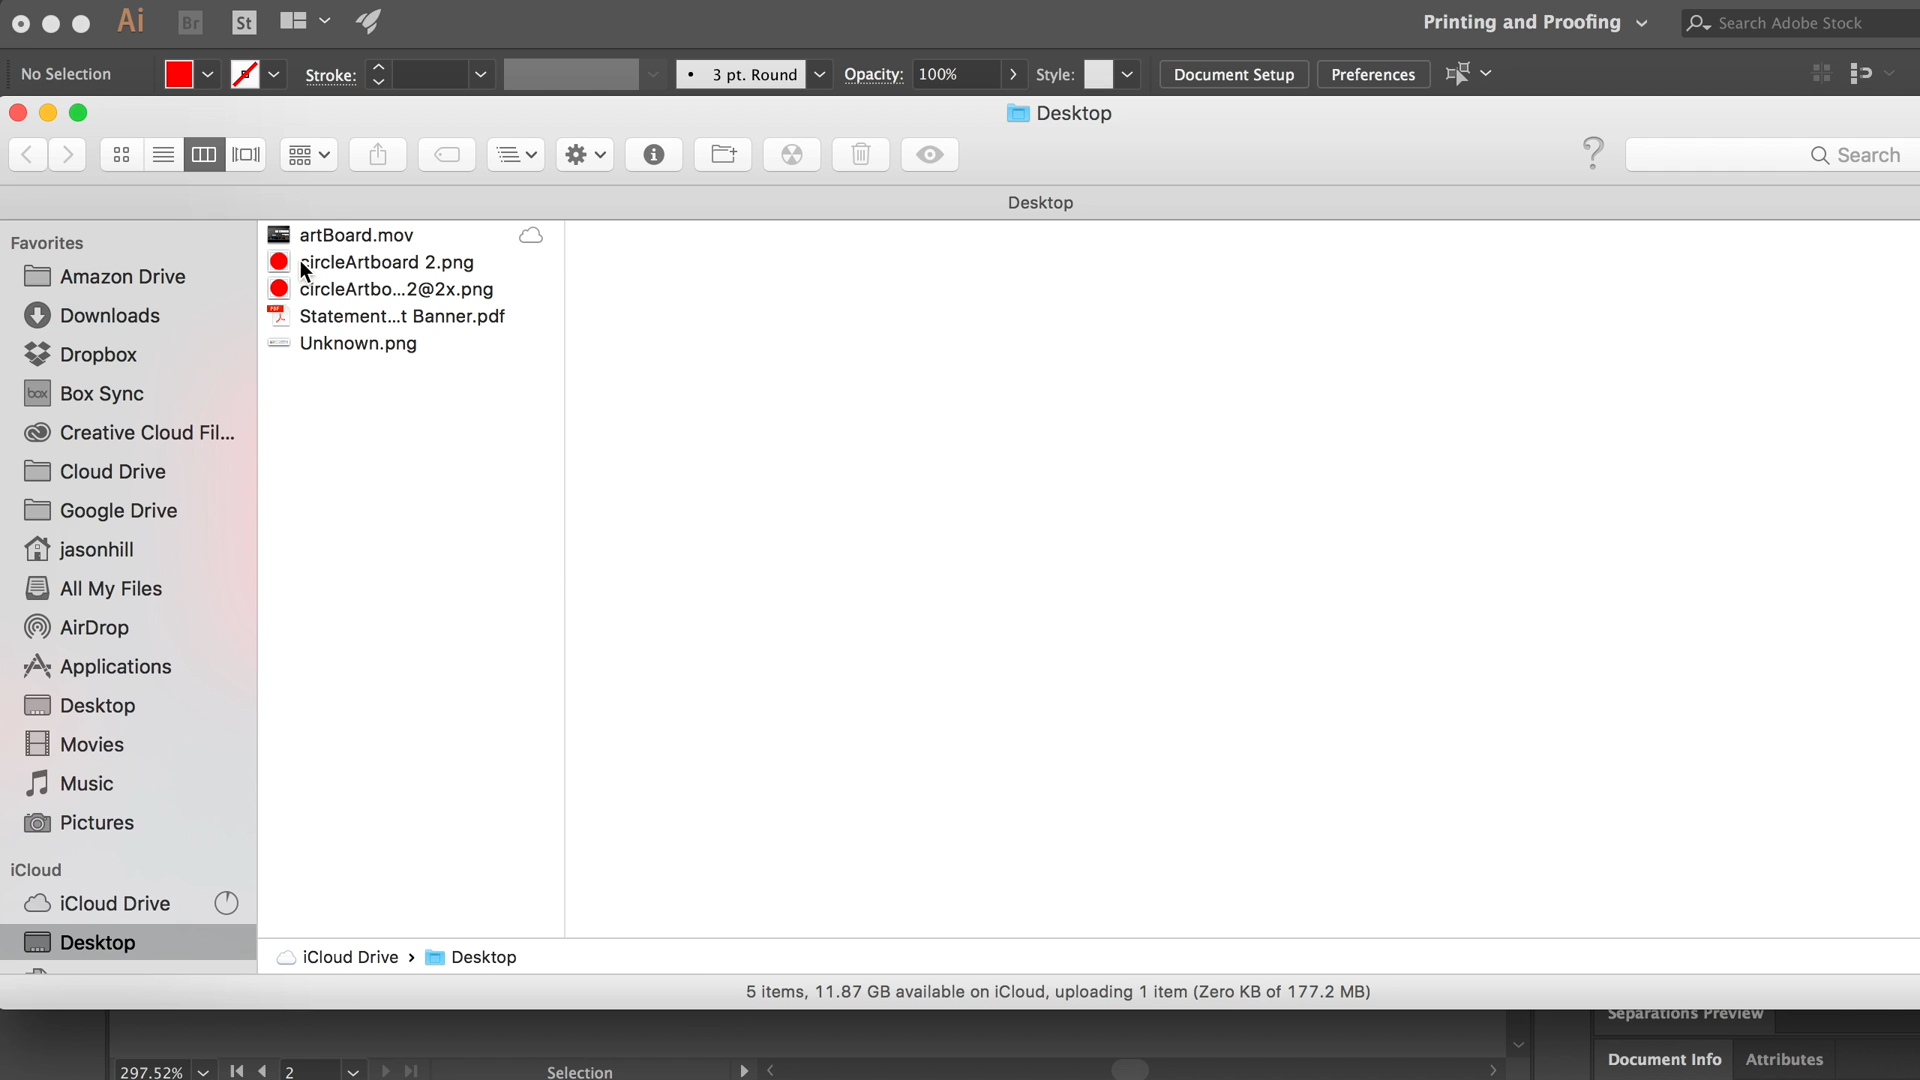 Ai Br St Printing and Proofing Search Adobe Stock
No Selection Stroke: 3 pt. Round Opacity: 100% Style: Document Setup Preferences
Desktop
Search
Desktop
Favorites
Amazon Drive
Downloads
Dropbox
box Box Sync
Creative Cloud Fil...
Cloud Drive
Google Drive
jasonhill
All My Files
AirDrop
Applications
Desktop
Movies
Music
Pictures
iCloud
iCloud Drive
Desktop
artBoard.mov
circleArtboard 2.png
circleArtbo...2@2x.png
Statement...t Banner.pdf
Unknown.png
iCloud Drive › Desktop
5 items, 11.87 GB available on iCloud, uploading 1 item (Zero KB of 177.2 MB)
Separations Preview
Document Info Attributes
297.52% 2 Selection